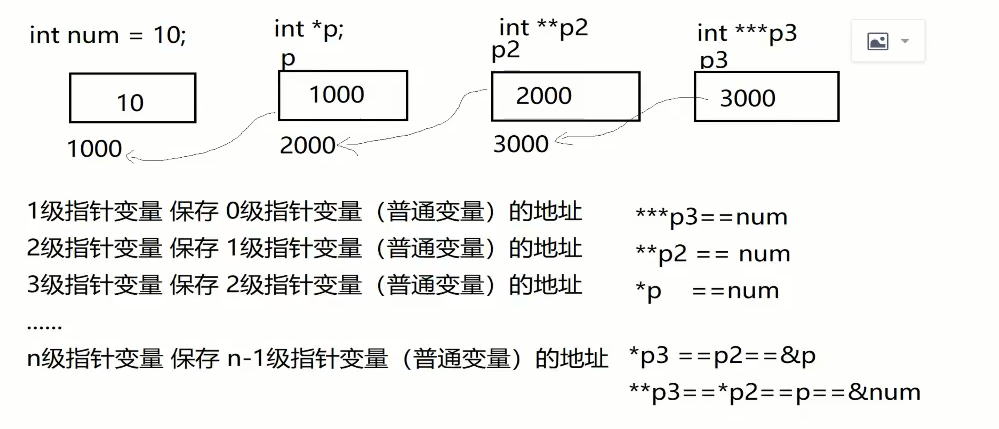 int num = 10;
int *p;
p
int **p2
p2
int ***p3
p3
10
1000
2000
3000
1000
2000
3000
1级指针变量 保存 0级指针变量（普通变量）的地址
2级指针变量 保存 1级指针变量（普通变量）的地址
3级指针变量 保存 2级指针变量（普通变量）的地址
......
n级指针变量 保存 n-1级指针变量（普通变量）的地址
***p3==num
**p2 == num
*p ==num
*p3 ==p2==&p
**p3==*p2==p==&num